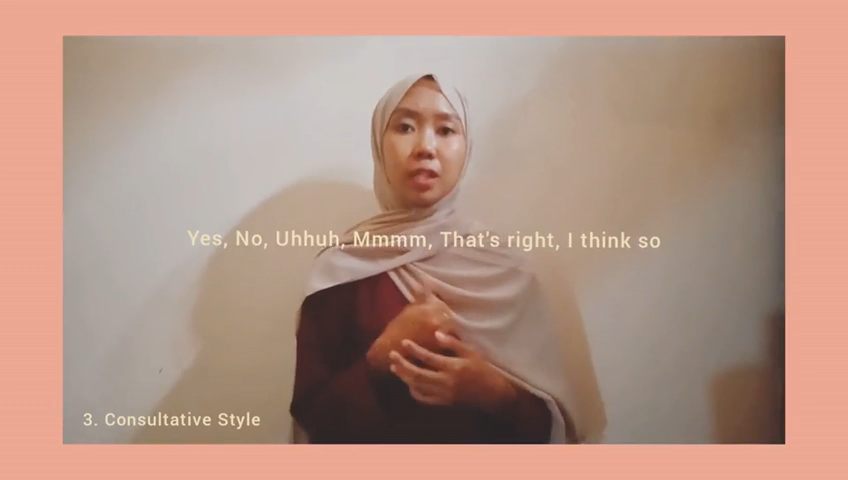 Yes, No, Uhhuh, Mmmm, That's right, I think so
3. Consultative Style